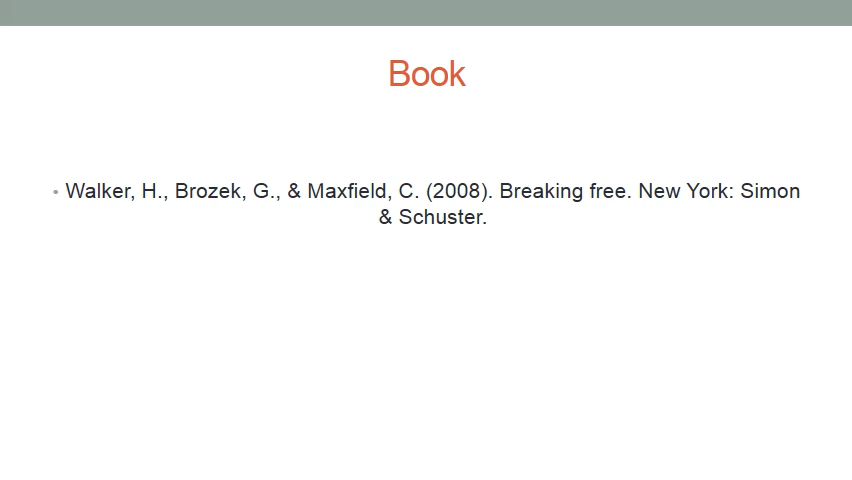 Book
• Walker, H., Brozek, G., & Maxfield, C. (2008). Breaking free. New York: Simon
& Schuster.